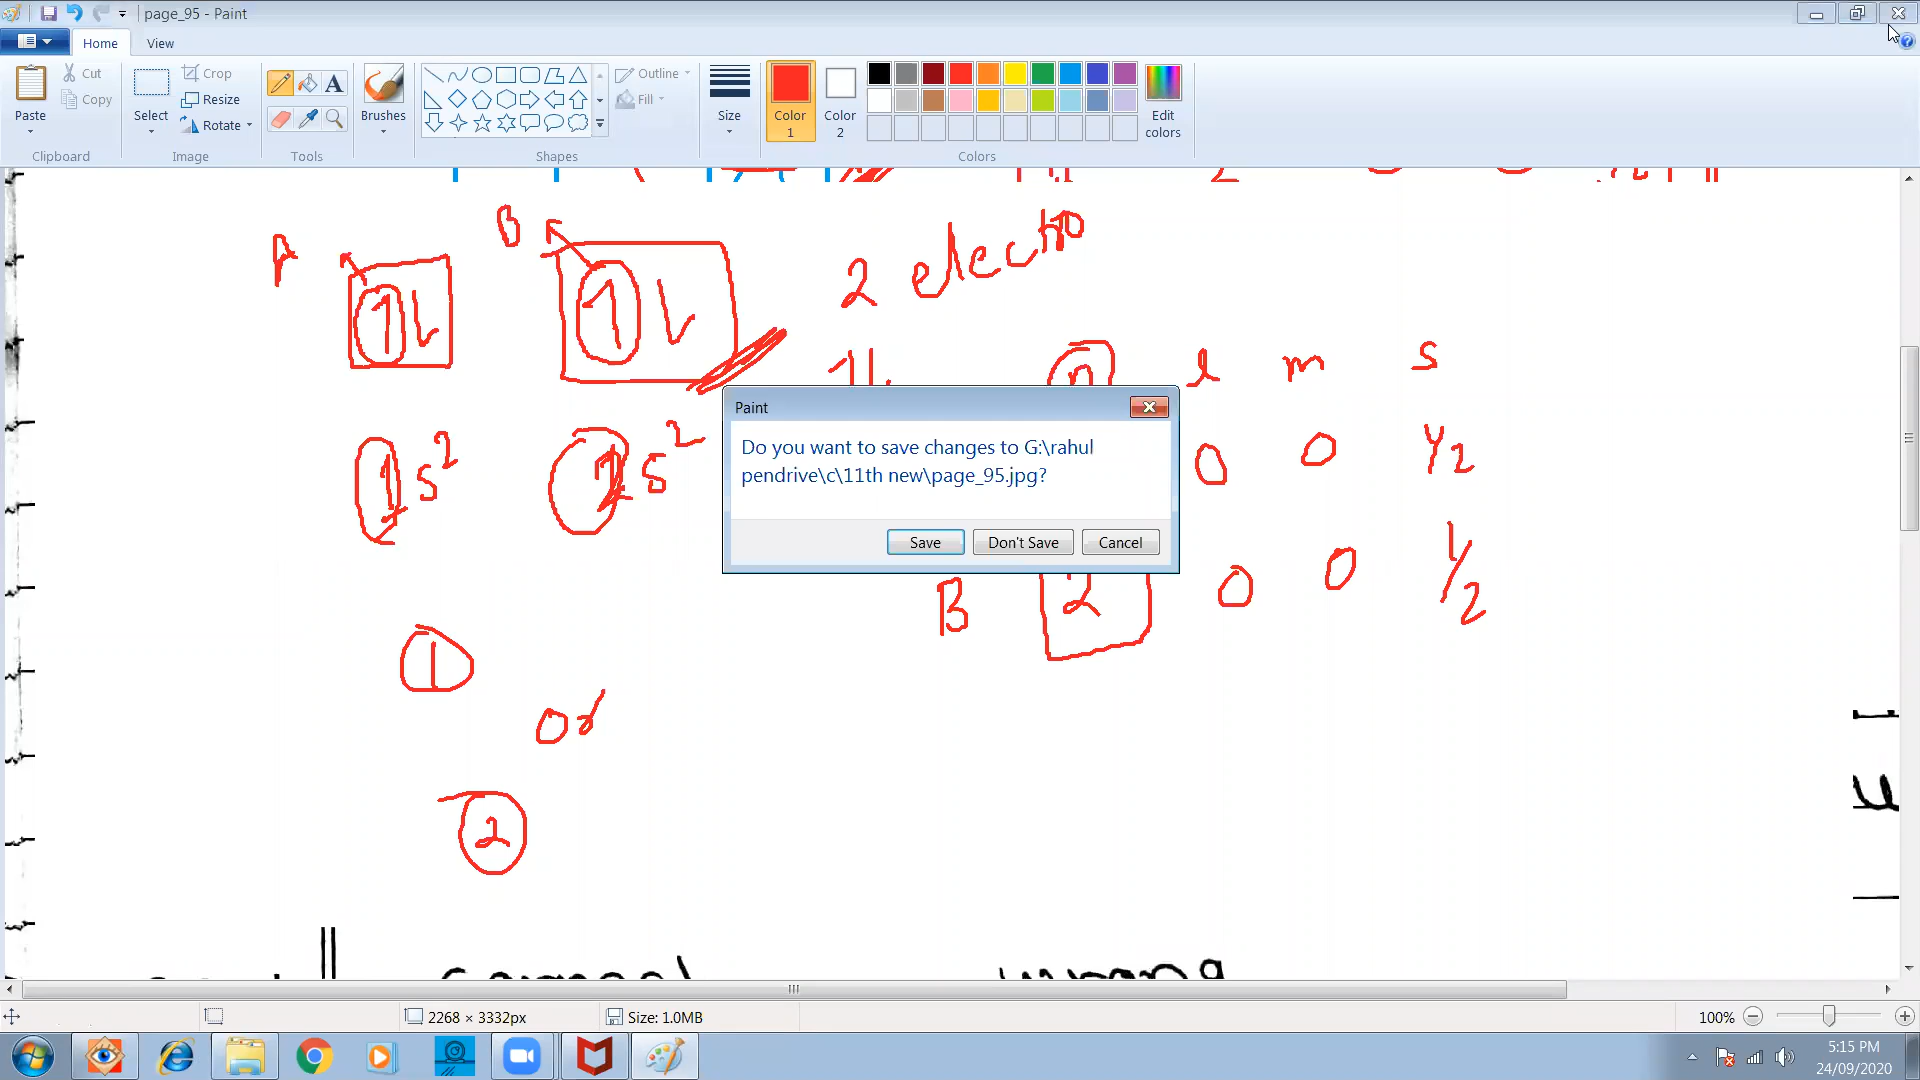 page_95 - Paint
Home View
Paste
Cut
Copy
Clipboard
Select
Crop
Resize
Rotate
Image
Tools
Brushes
Shapes
Outline
Fill
Size
Color 1
Color 2
Edit colors
Colors
A B 2 electro
1L 1L
n l m s
Paint
Do you want to save changes to G:\rahul
pendrive\c\11th new\page_95.jpg?
Save Don't Save Cancel
1s² 2s² 0 0 1/2
B 2 0 0 1/2
1
or
2
100%
2268 × 3332px
Size: 1.0MB
5:15 PM
24/09/2020